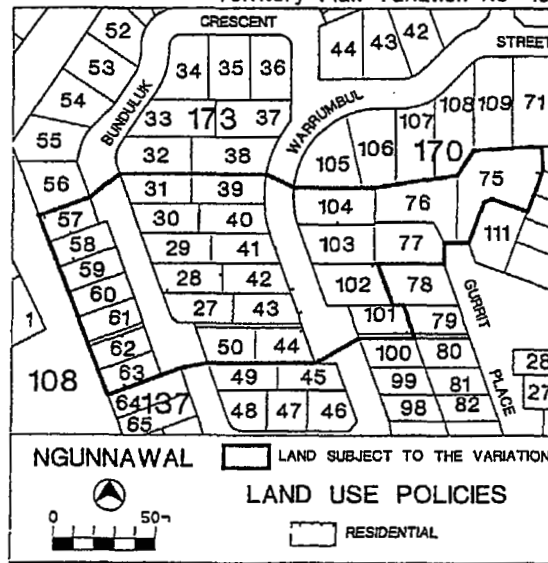 Territory Plan Variation No
CRESCENT
52 44 43 42
STREET
53 34 35 36
54 BUNDULUK 108 109 71
33 173 37 WARRUMBUL 107
55 106 170
32 38 105
56 75
31 39 104 76
57 111
30 40
58 103 77
29 41
59 102 78
28 42 GURRIT
60
27 43 101 79
1 61
50 44 100 80
62 28
108 63 49 45 99 81 PLACE
64 137 27
48 47 46 98 82
65
NGUNNAWAL LAND SUBJECT TO THE VARIATION
LAND USE POLICIES
0 50m
RESIDENTIAL